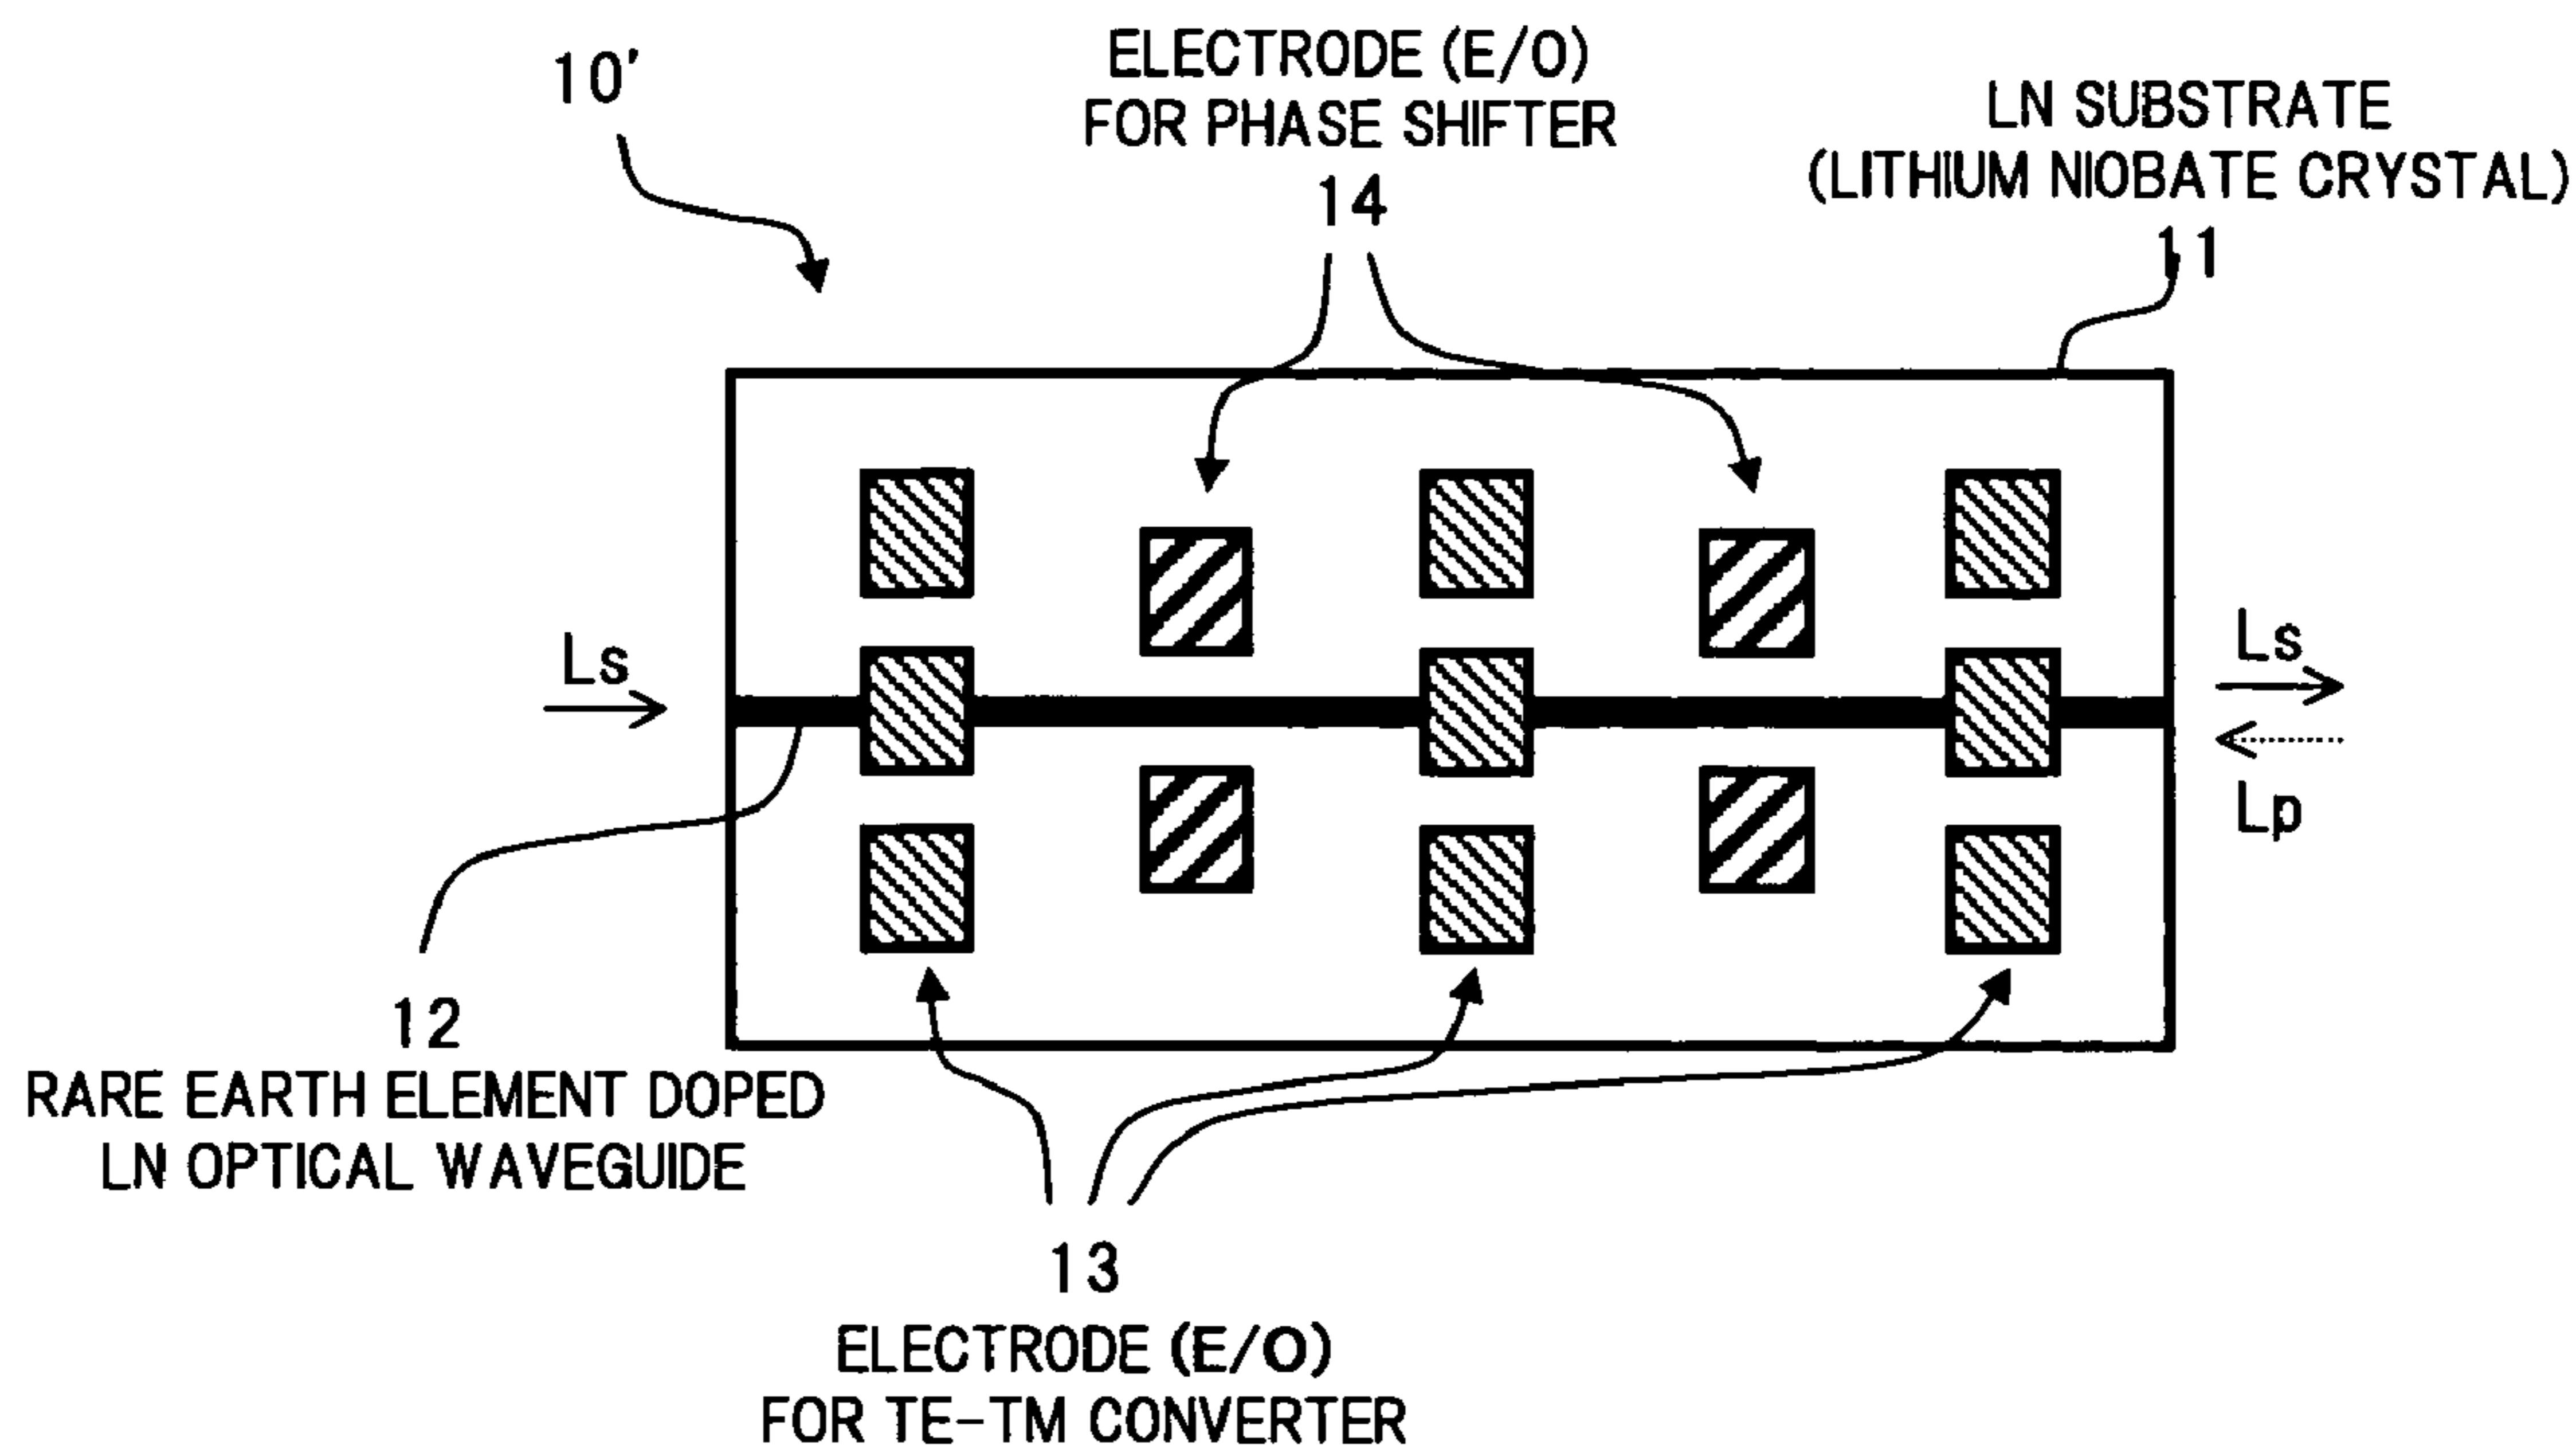 10'
ELECTRODE (E/O)
FOR PHASE SHIFTER
14
LN SUBSTRATE
(LITHIUM NIOBATE CRYSTAL)
11
Ls
Ls
Lp
12
RARE EARTH ELEMENT DOPED
LN OPTICAL WAVEGUIDE
13
ELECTRODE (E/O)
FOR TE-TM CONVERTER